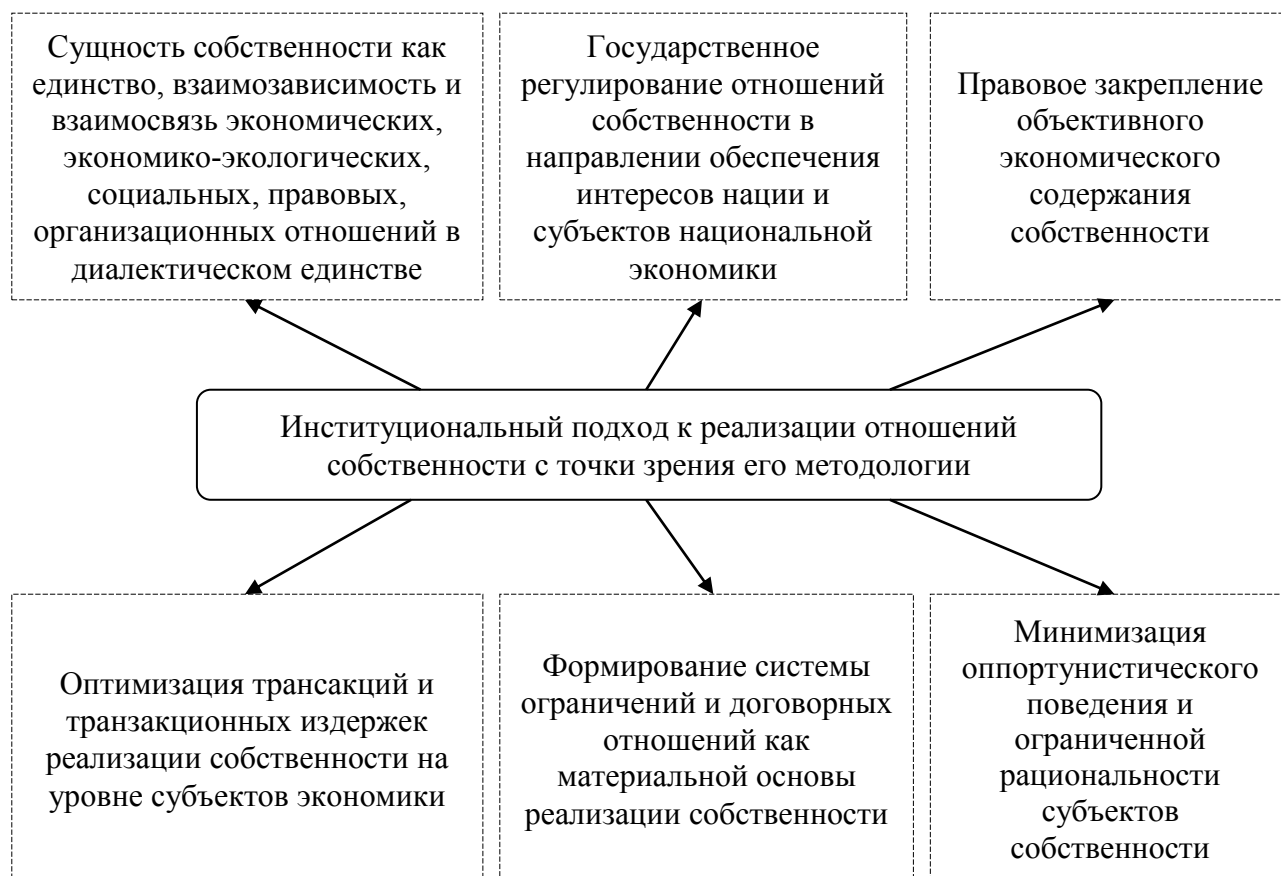 Сущность собственности как
единство, взаимозависимость и
взаимосвязь экономических,
экономико-экологических,
социальных, правовых,
организационных отношений в
диалектическом единстве
Государственное
регулирование отношений
собственности в
направлении обеспечения
интересов нации и
субъектов национальной
экономики
Правовое закрепление
объективного
экономического
содержания
собственности
Институциональный подход к реализации отношений
собственности с точки зрения его методологии
Оптимизация трансакций и
транзакционных издержек
реализации собственности на
уровне субъектов экономики
Формирование системы
ограничений и договорных
отношений как
материальной основы
реализации собственности
Минимизация
оппортунистического
поведения и
ограниченной
рациональности
субъектов
собственности